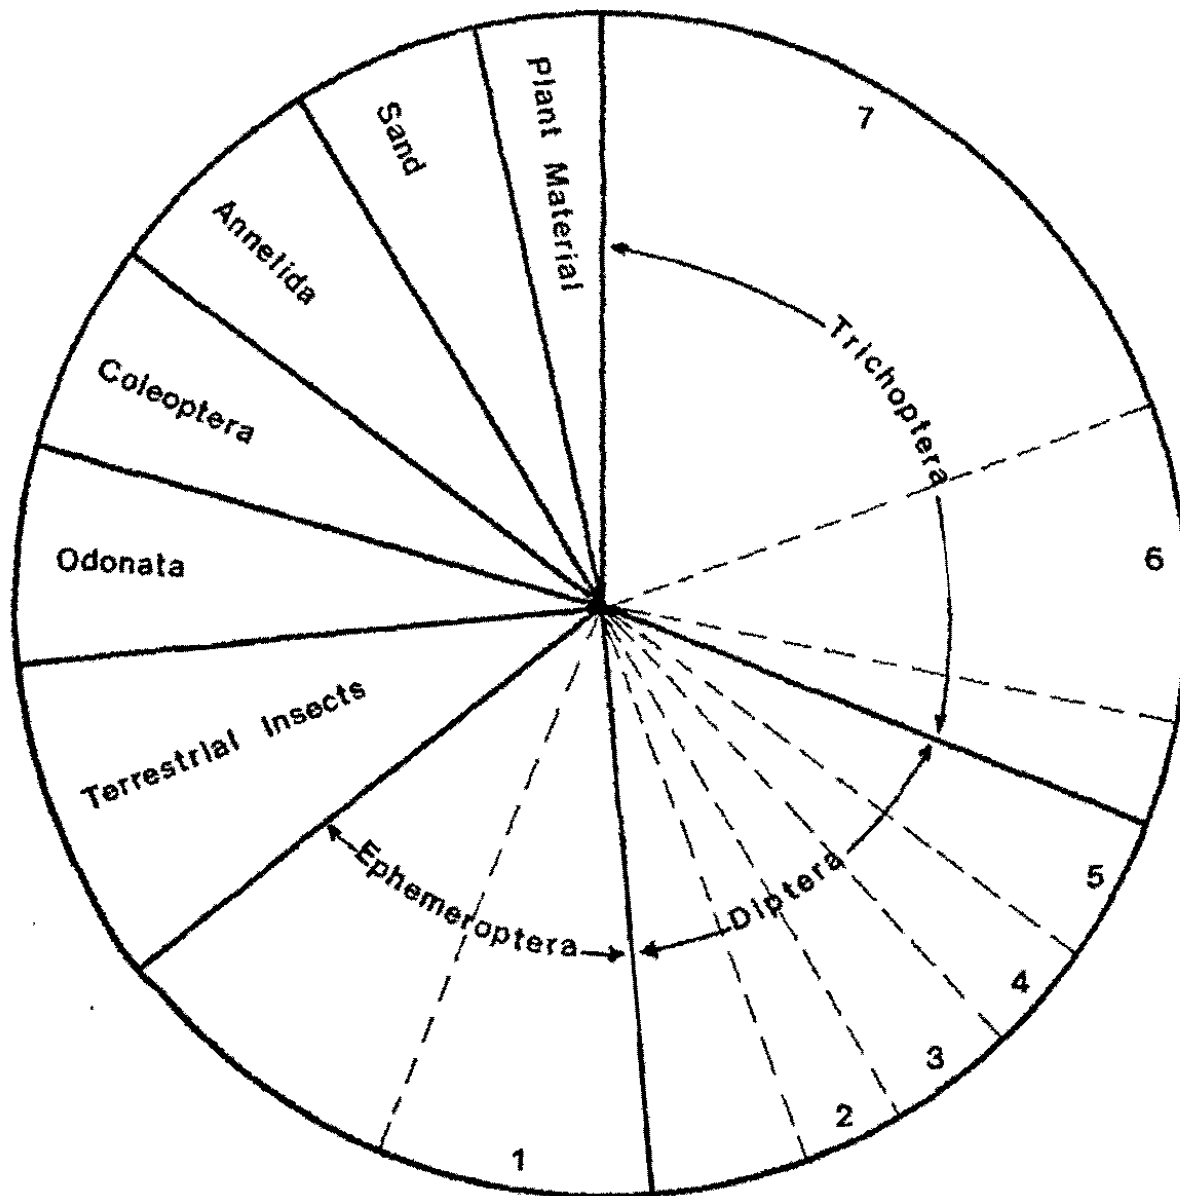 Plant Material
7
Sand
Annelida
Trichoptera
Coleoptera
6
Odonata
Terrestrial Insects
Ephemeroptera
Diptera
5
4
3
2
1